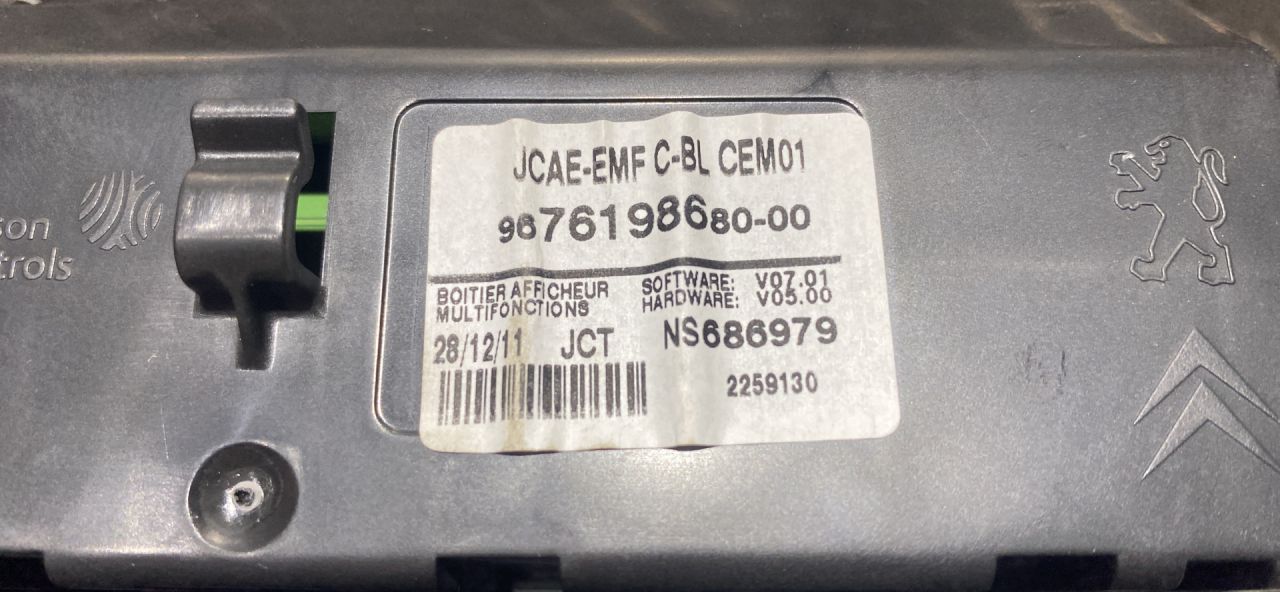 JCAE-EMF C-BL CEM01
9676198680-00
BOITIER AFFICHEUR
MULTIFONCTIONS
SOFTWARE: V07.01
HARDWARE: V05.00
28/12/11 JCT NS686979
2259130
son
trols